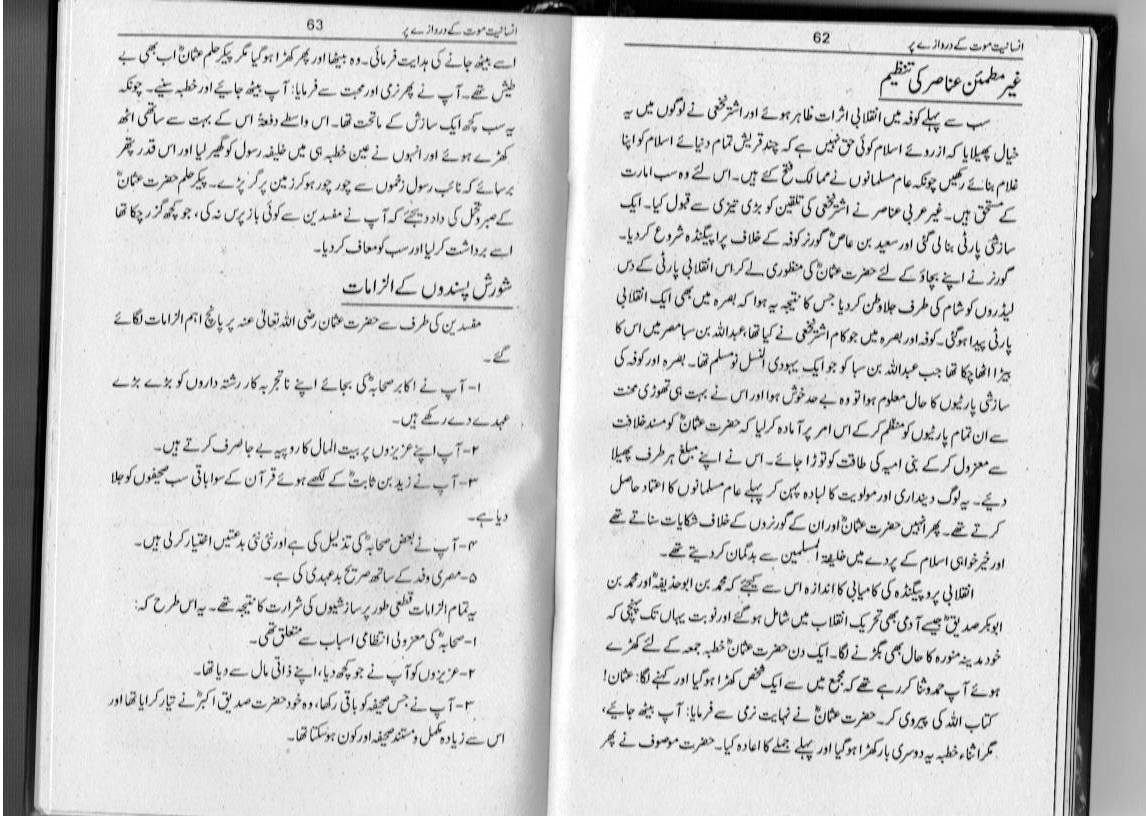 انسانیت موت کے دروازے پر
62
غیر مطمئن عناصر کی تنظیم
سب سے پہلے کوفہ میں انقلابی اثرات ظاہر ہوئے اور اشتر نخعی نے لوگوں میں یہ
خیال پھیلایا کہ ازروئے اسلام کوئی حق نہیں ہے کہ چند قریش تمام دنیائے اسلام کو اپنا
غلام بنائے رکھیں چونکہ عام مسلمانوں نے ممالک فتح کئے ہیں۔ اس لئے وہ سب امارت
کے مستحق ہیں۔ غیر عربی عناصر نے اشتر نخعی کی تلقین کو بڑی تیزی سے قبول کیا۔ ایک
سازشی پارٹی بنا لی گئی اور سعید بن عاصؓ گورنر کوفہ کے خلاف پراپیگنڈہ شروع کر دیا۔
گورنر نے اپنے بچاؤ کے لئے حضرت عثمانؓ کی منظوری لے کر اس انقلابی پارٹی کے دس
لیڈروں کو شام کی طرف جلا وطن کر دیا جس کا نتیجہ یہ ہوا کہ بصرہ میں بھی ایک انقلابی
پارٹی پیدا ہو گئی۔ کوفہ اور بصرہ میں جو کام اشتر نخعی نے کیا تھا، عبداللہ بن سبا مصر میں اس کا
بیڑا اٹھا چکا تھا جب عبداللہ بن سبا کو جو ایک یہودی النسل نو مسلم تھا۔ بصرہ اور کوفہ کی
سازشی پارٹیوں کا حال معلوم ہوا تو وہ بے حد خوش ہوا اور اس نے بہت ہی تھوڑی محنت
سے ان تمام پارٹیوں کو منظم کر کے اس امر پر آمادہ کر لیا کہ حضرت عثمانؓ کو مسند خلافت
سے معزول کر کے بنی امیہ کی طاقت کو توڑا جائے۔ اس نے اپنے مبلغ ہر طرف پھیلا
دیئے۔ یہ لوگ دینداری اور مولویت کا لبادہ پہن کر پہلے عام مسلمانوں کا اعتماد حاصل
کرتے تھے۔ پھر انہیں حضرت عثمانؓ اور ان کے گورنروں کے خلاف شکایات سناتے تھے
اور خیر خواہی اسلام کے پردے میں خلیفۃ المسلمین سے بدگمان کر دیتے تھے۔
انقلابی پروپیگنڈہ کی کامیابی کا اندازہ اس سے کیجئے کہ محمد بن ابو حذیفہؓ اور محمد بن
ابوبکر صدیقؓ جیسے آدمی بھی تحریک انقلاب میں شامل ہو گئے اور نوبت یہاں تک پہنچی کہ
خود مدینہ منورہ کا حال بھی بگڑنے لگا۔ ایک دن حضرت عثمانؓ خطبہ جمعہ کے لئے کھڑے
ہوئے آپ حمد و ثنا کر رہے تھے کہ مجمع میں سے ایک شخص کھڑا ہو گیا اور کہنے لگا: عثمان!
کتاب اللہ کی پیروی کر۔ حضرت عثمانؓ نے نہایت نرمی سے فرمایا: آپ بیٹھ جائیے،
مگر اثناء خطبہ یہ دوسری بار کھڑا ہو گیا اور پہلے جملے کا اعادہ کیا۔ حضرت موصوف نے پھر
انسانیت موت کے دروازے پر
63
اسے بیٹھ جانے کی ہدایت فرمائی۔ وہ بیٹھا اور پھر کھڑا ہو گیا مگر پیکر حلم عثمانؓ اب بھی بے
طیش تھے۔ آپ نے پھر نرمی اور محبت سے فرمایا: آپ بیٹھ جائیے اور خطبہ سنیے۔ چونکہ
یہ سب کچھ ایک سازش کے ماتحت تھا۔ اس واسطے دفعۃً اس کے بہت سے ساتھی اٹھ
کھڑے ہوئے اور انہوں نے عین خطبہ ہی میں خلیفہ رسول کو گھیر لیا اور اس قدر پتھر
برسائے کہ نائب رسول زخموں سے چور چور ہو کر زمین پر گر پڑے۔ پیکر حلم حضرت عثمانؓ
کے صبر و تحمل کی داد دیجئے کہ آپ نے مفسدین سے کوئی باز پرس نہ کی، جو کچھ گزر چکا تھا
اسے برداشت کر لیا اور سب کو معاف کر دیا۔
شورش پسندوں کے الزامات
مفسدین کی طرف سے حضرت عثمان رضی اللہ تعالیٰ عنہ پر پانچ اہم الزامات لگائے
گئے۔
۱- آپ نے اکابر صحابہؓ کی بجائے اپنے ناتجربہ کار رشتہ داروں کو بڑے بڑے
عہدے دے رکھے ہیں۔
۲- آپ اپنے عزیزوں پر بیت المال کا روپیہ بے جا صرف کرتے ہیں۔
۳- آپ نے زید بن ثابتؓ کے لکھے ہوئے قرآن کے سوا باقی سب صحیفوں کو جلا
دیا ہے۔
۴- آپ نے بعض صحابہؓ کی تذلیل کی ہے اور نئی نئی بدعتیں اختیار کر لی ہیں۔
۵- مصری وفد کے ساتھ صریح بدعہدی کی ہے۔
یہ تمام الزامات قطعی طور پر سازشیوں کی شرارت کا نتیجہ تھے۔ یہ اس طرح کہ:
۱- صحابہؓ کی معزولی انتظامی اسباب سے متعلق تھی۔
۲- عزیزوں کو آپ نے جو کچھ دیا، اپنے ذاتی مال سے دیا تھا۔
۳- آپ نے جس صحیفہ کو باقی رکھا، وہ خود حضرت صدیق اکبرؓ نے تیار کرایا تھا اور
اس سے زیادہ مکمل و مستند صحیفہ اور کون ہو سکتا تھا۔